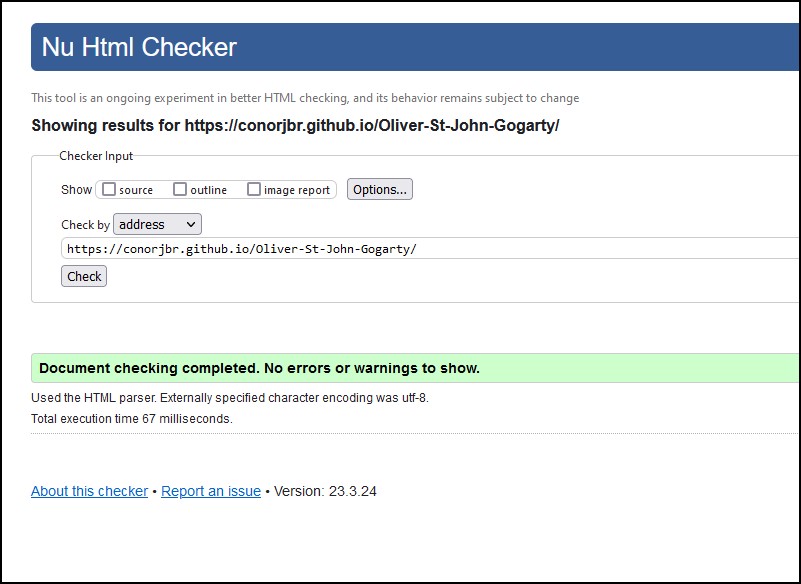 Nu Html Checker
This tool is an ongoing experiment in better HTML checking, and its behavior remains subject to change
Showing results for https://conorjbr.github.io/Oliver-St-John-Gogarty/
Checker Input
Show source outline image report Options...
Check by address
https://conorjbr.github.io/Oliver-St-John-Gogarty/
Check
Document checking completed. No errors or warnings to show.
Used the HTML parser. Externally specified character encoding was utf-8.
Total execution time 67 milliseconds.
About this checker • Report an issue • Version: 23.3.24